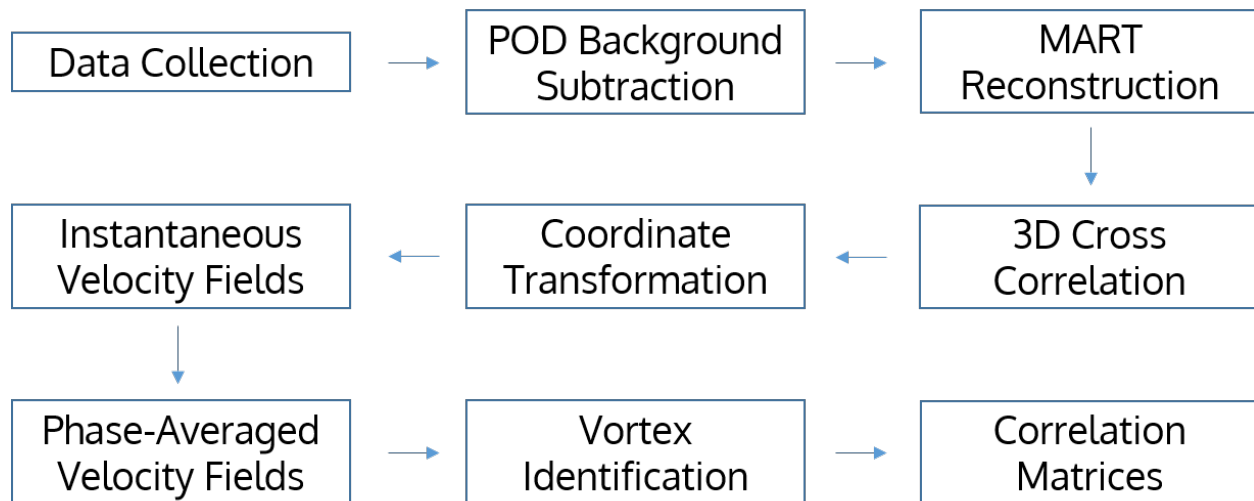 Data Collection
POD Background
Subtraction
MART
Reconstruction
Instantaneous
Velocity Fields
Coordinate
Transformation
3D Cross
Correlation
Phase-Averaged
Velocity Fields
Vortex
Identification
Correlation
Matrices